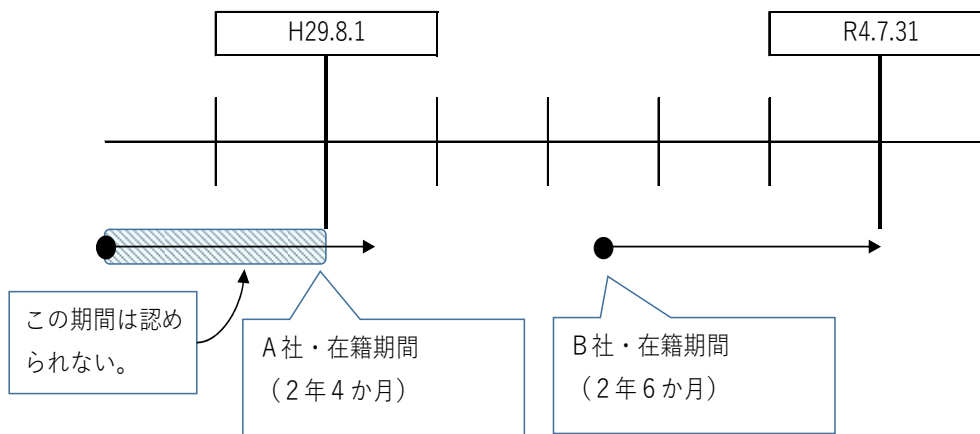 H29.8.1
R4.7.31
この期間は認め
られない。
A社・在籍期間
（２年４か月）
B社・在籍期間
（２年６か月）